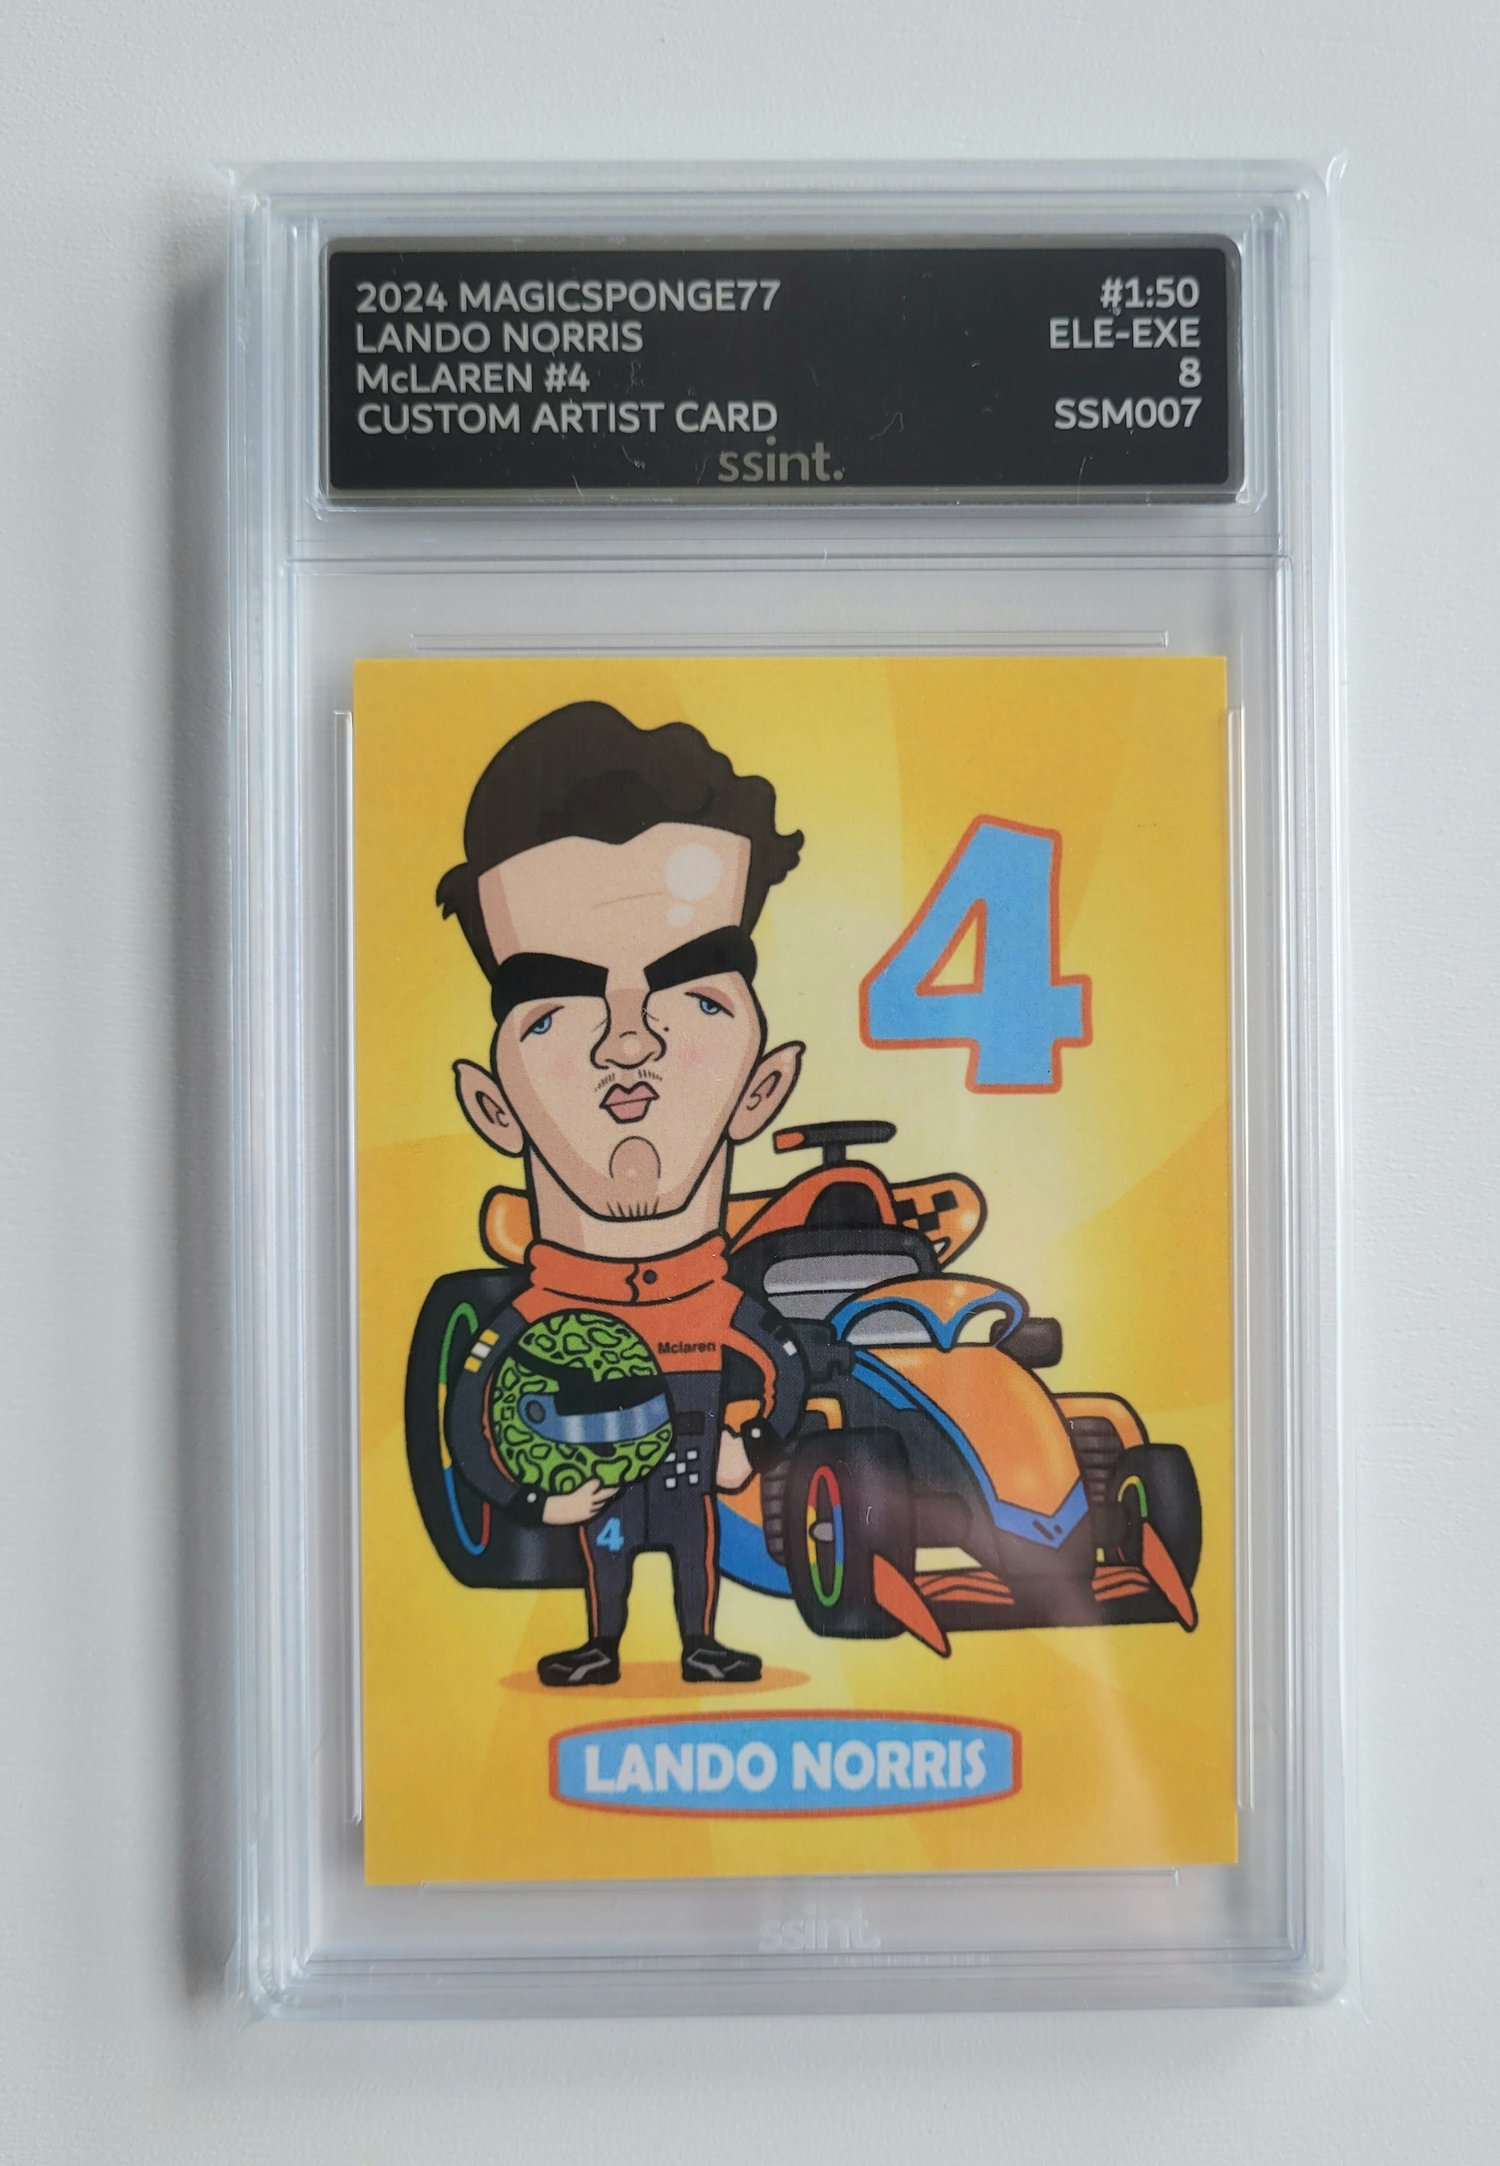 2024 MAGICSPONGE77
LANDO NORRIS
McLAREN #4
CUSTOM ARTIST CARD
#1:50
ELE-EXE
8
SSM007
ssint.
4
Mclaren
4
LANDO NORRIS
ssint.